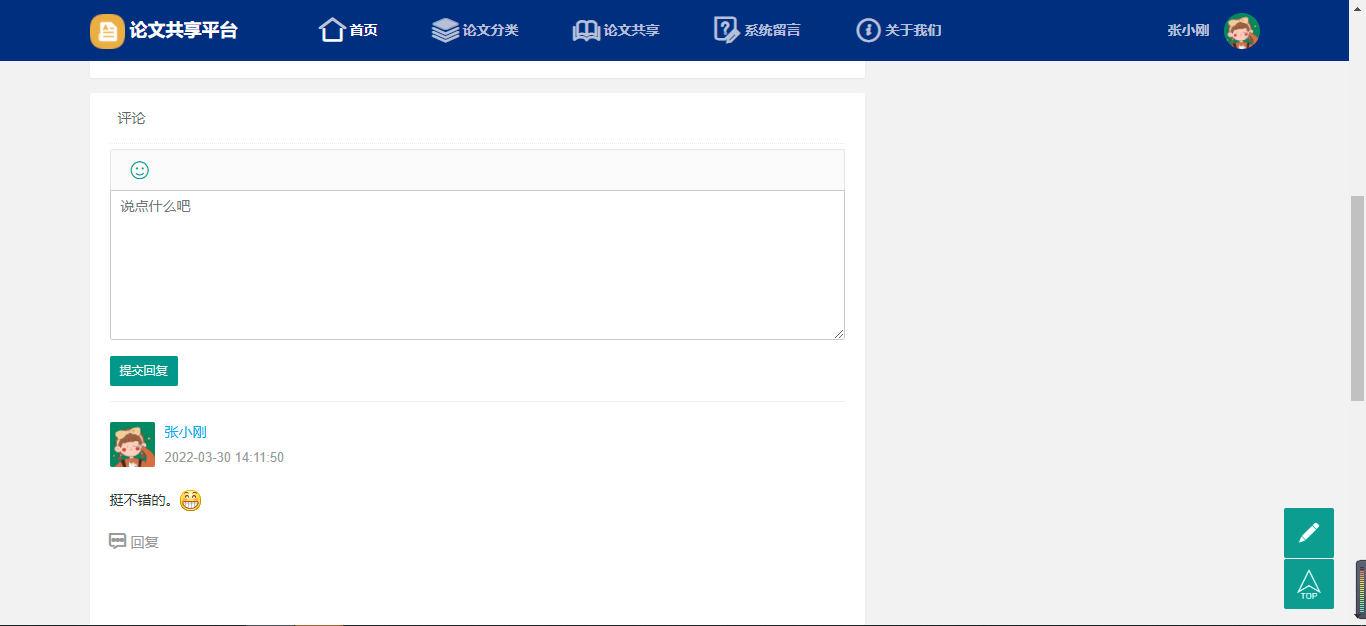 论文共享平台 首页 论文分类 论文共享 系统留言 关于我们 张小刚
评论
说点什么吧
提交回复
张小刚
2022-03-30 14:11:50
挺不错的。
回复
TOP